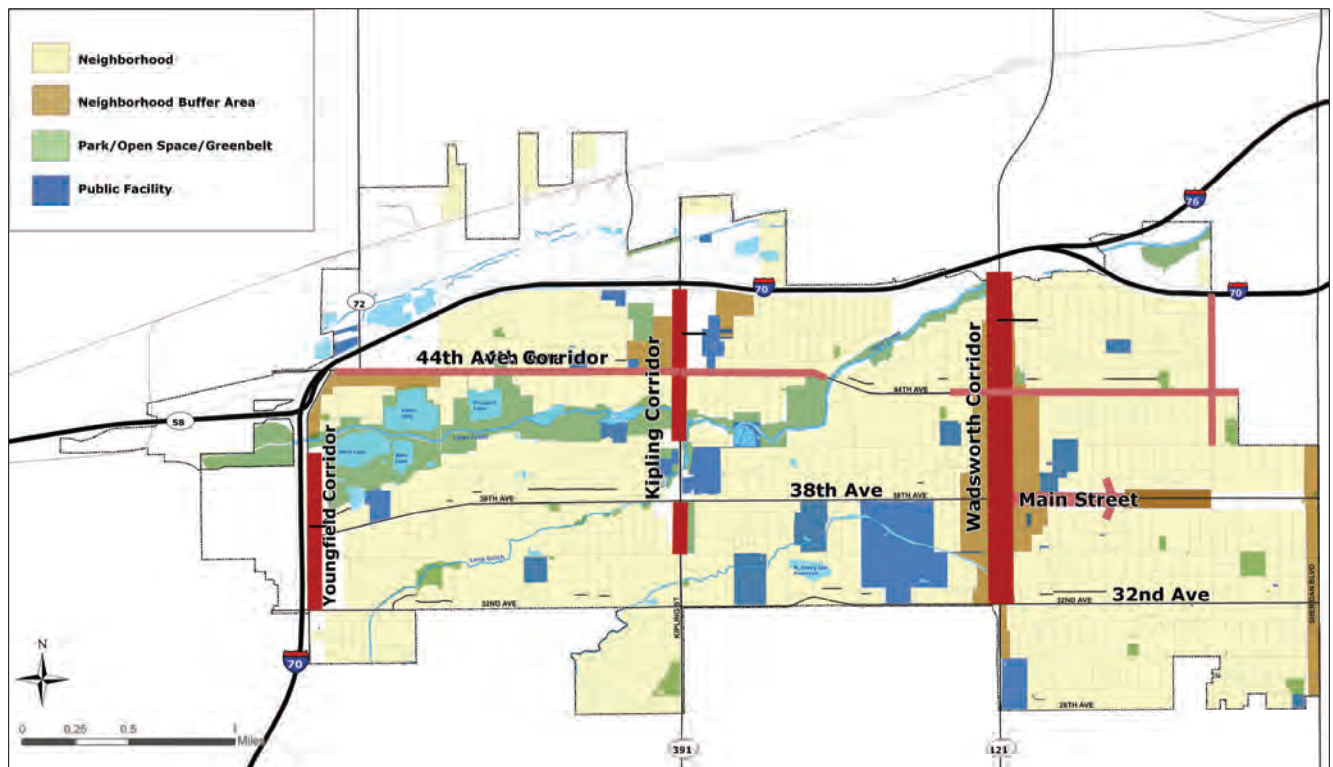 Neighborhood
Neighborhood Buffer Area
Park/Open Space/Greenbelt
Public Facility
76
70
70
72
44th Ave. Corridor
44TH AVE
58
Youngfield Corridor
Kipling Corridor
Wadsworth Corridor
38TH AVE
38th Ave
38TH AVE
Main Street
Lena Gulch
32ND AVE
32ND AVE
32nd Ave
KIPLING ST
SHERIDAN BLVD
26TH AVE
N
70
0 0.25 0.5 1
Miles
391
121